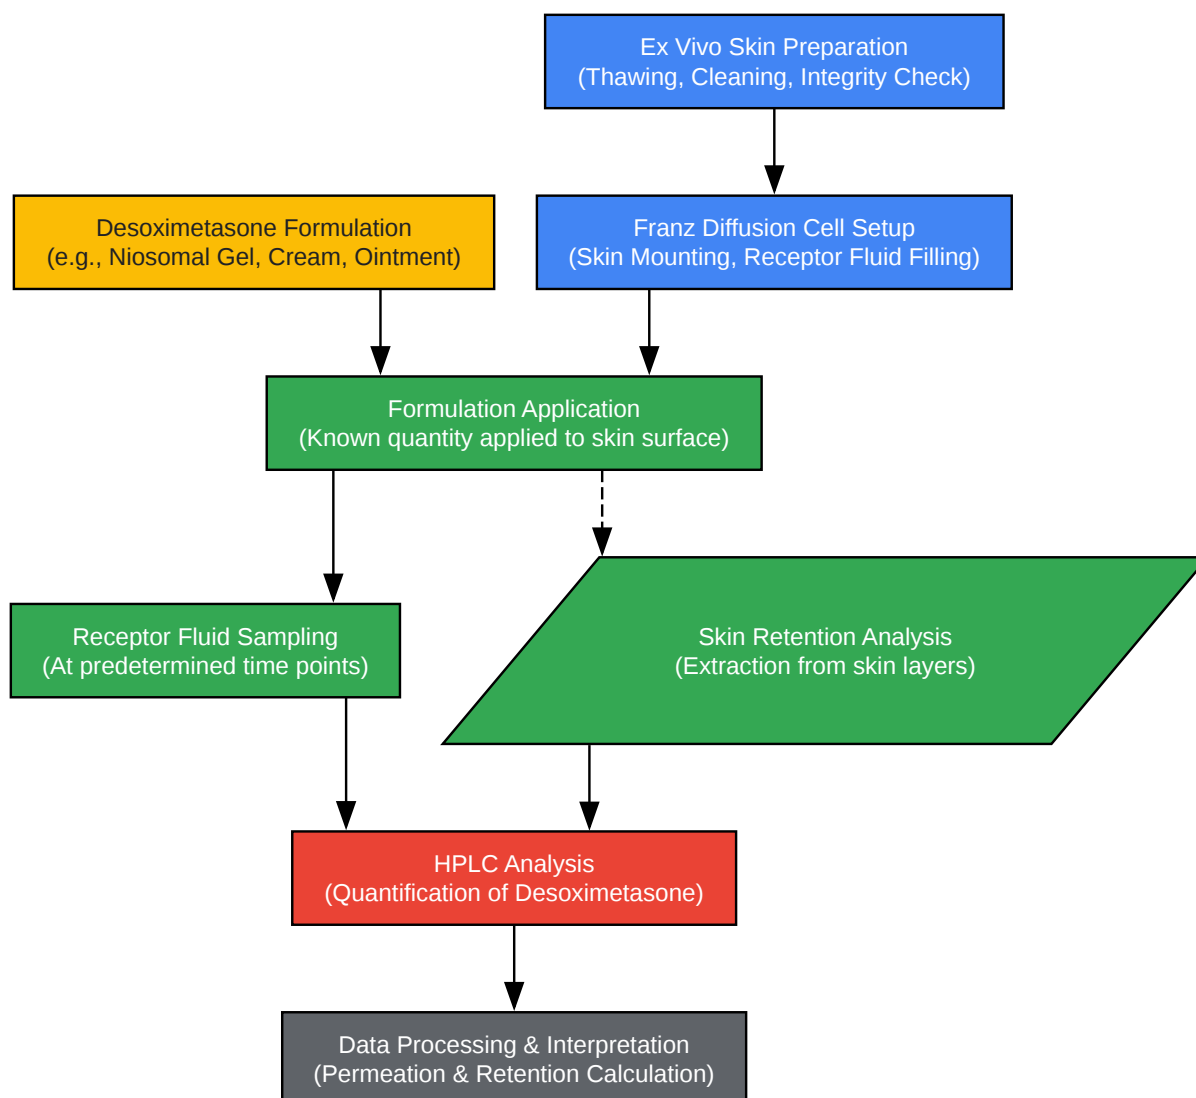 Ex Vivo Skin Preparation
(Thawing, Cleaning, Integrity Check)
Desoximetasone Formulation
(e.g., Niosomal Gel, Cream, Ointment)
Franz Diffusion Cell Setup
(Skin Mounting, Receptor Fluid Filling)
Formulation Application
(Known quantity applied to skin surface)
Receptor Fluid Sampling
(At predetermined time points)
Skin Retention Analysis
(Extraction from skin layers)
HPLC Analysis
(Quantification of Desoximetasone)
Data Processing & Interpretation
(Permeation & Retention Calculation)